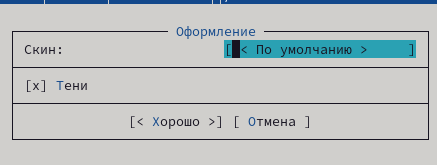 Оформление
Скин: [ < По умолчанию > ]
[x] Тени
[< Хорошо >] [ Отмена ]